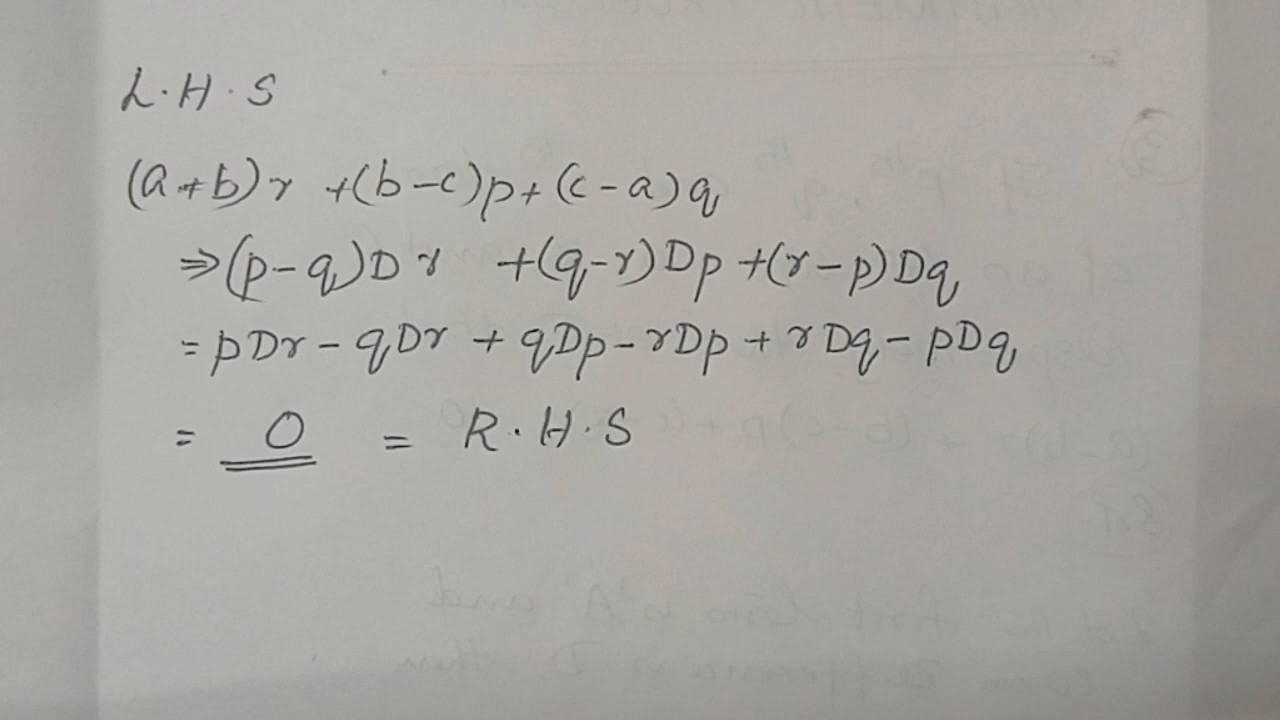 L.H.S
(a+b)r +(b-c)p+(c-a)q
⇒(p-q)Dr +(q-r)Dp+(r-p)Dq
=pDr-qDr+qDp-rDp+rDq-pDq
= 0 = R.H.S